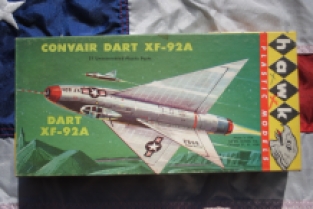 CONVAIR DART XF-92A
DART
XF-92A
hawk
PLASTIC MODELS